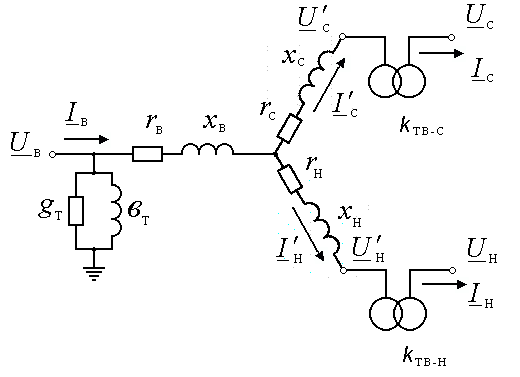 U′С
UС
xС
I′С
IС
rС
kТВ-С
IВ
rВ
xВ
UВ
rН
gТ
вТ
xН
I′Н
U′Н
UН
IН
kТВ-Н